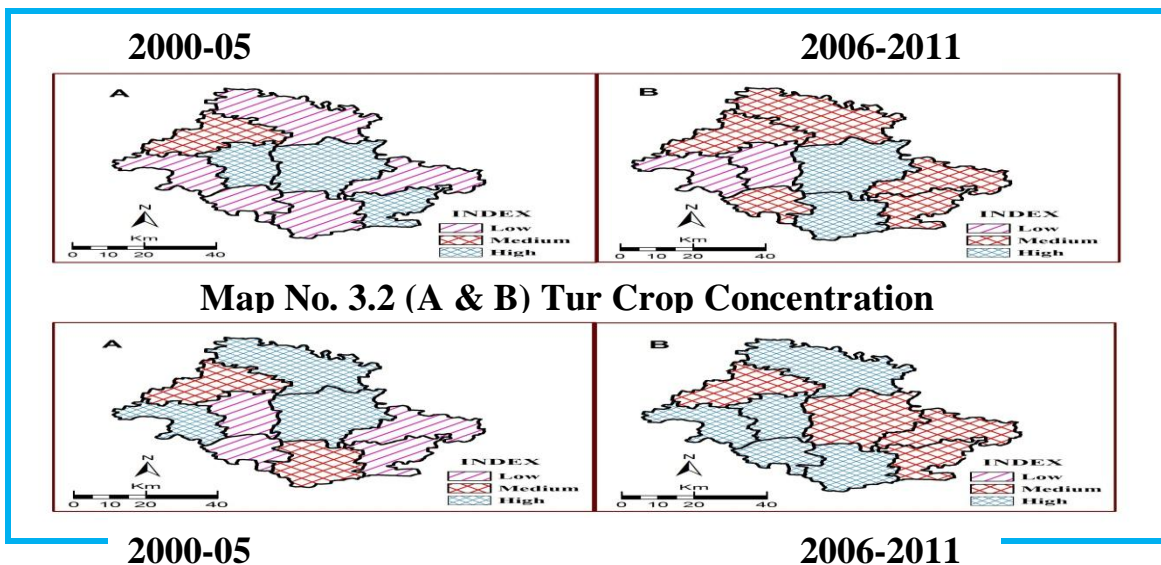 2000-05 2006-2011
A B
N N
INDEX INDEX
Low Low
Km Medium Km Medium
0 10 20 40 High 0 10 20 40 High
Map No. 3.2 (A & B) Tur Crop Concentration
A B
N N
INDEX INDEX
Low Low
Km Medium Km Medium
0 10 20 40 High 0 10 20 40 High
2000-05 2006-2011